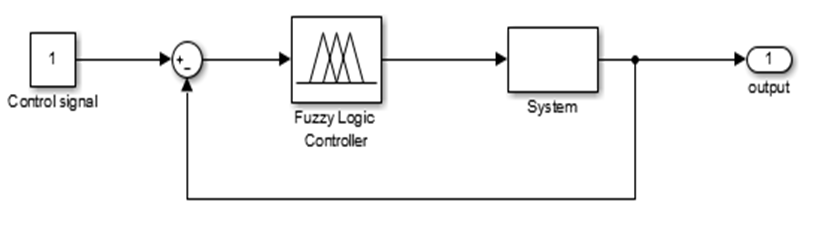 1
Control signal
+
-
Fuzzy Logic
Controller
System
1
output